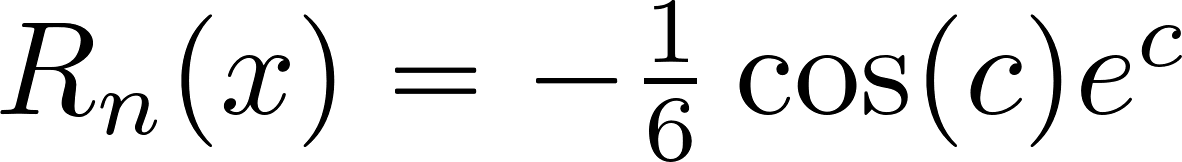 $R_n(x) = -\frac{1}{6}\cos(c)e^c$